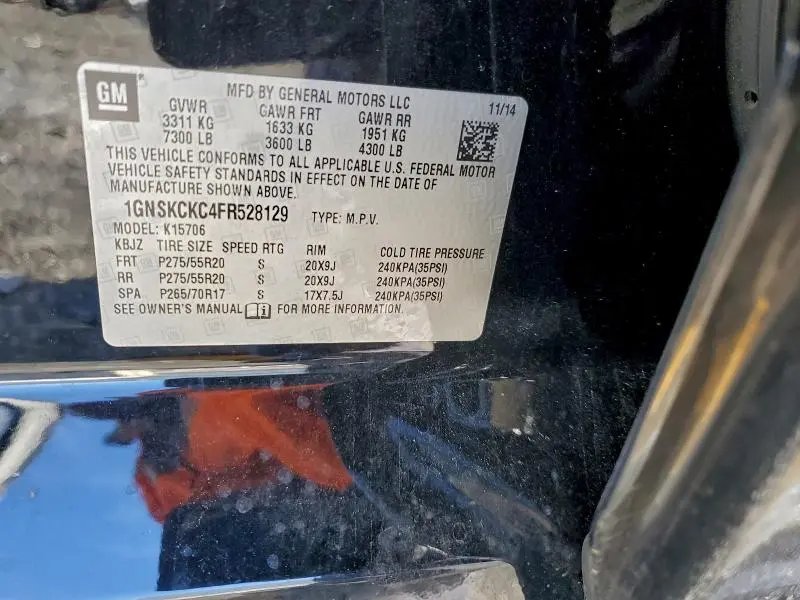 GM
MFD BY GENERAL MOTORS LLC
11/14
GVWR GAWR FRT GAWR RR
3311 KG 1633 KG 1951 KG
7300 LB 3600 LB 4300 LB
THIS VEHICLE CONFORMS TO ALL APPLICABLE U.S. FEDERAL MOTOR
VEHICLE SAFETY STANDARDS IN EFFECT ON THE DATE OF
MANUFACTURE SHOWN ABOVE.
1GNSKCKC4FR528129 TYPE: M.P.V.
MODEL: K15706
KBJZ TIRE SIZE SPEED RTG RIM COLD TIRE PRESSURE
FRT P275/55R20 S 20X9J 240KPA(35PSI)
RR P275/55R20 S 20X9J 240KPA(35PSI)
SPA P265/70R17 S 17X7.5J 240KPA(35PSI)
SEE OWNER'S MANUAL i FOR MORE INFORMATION.